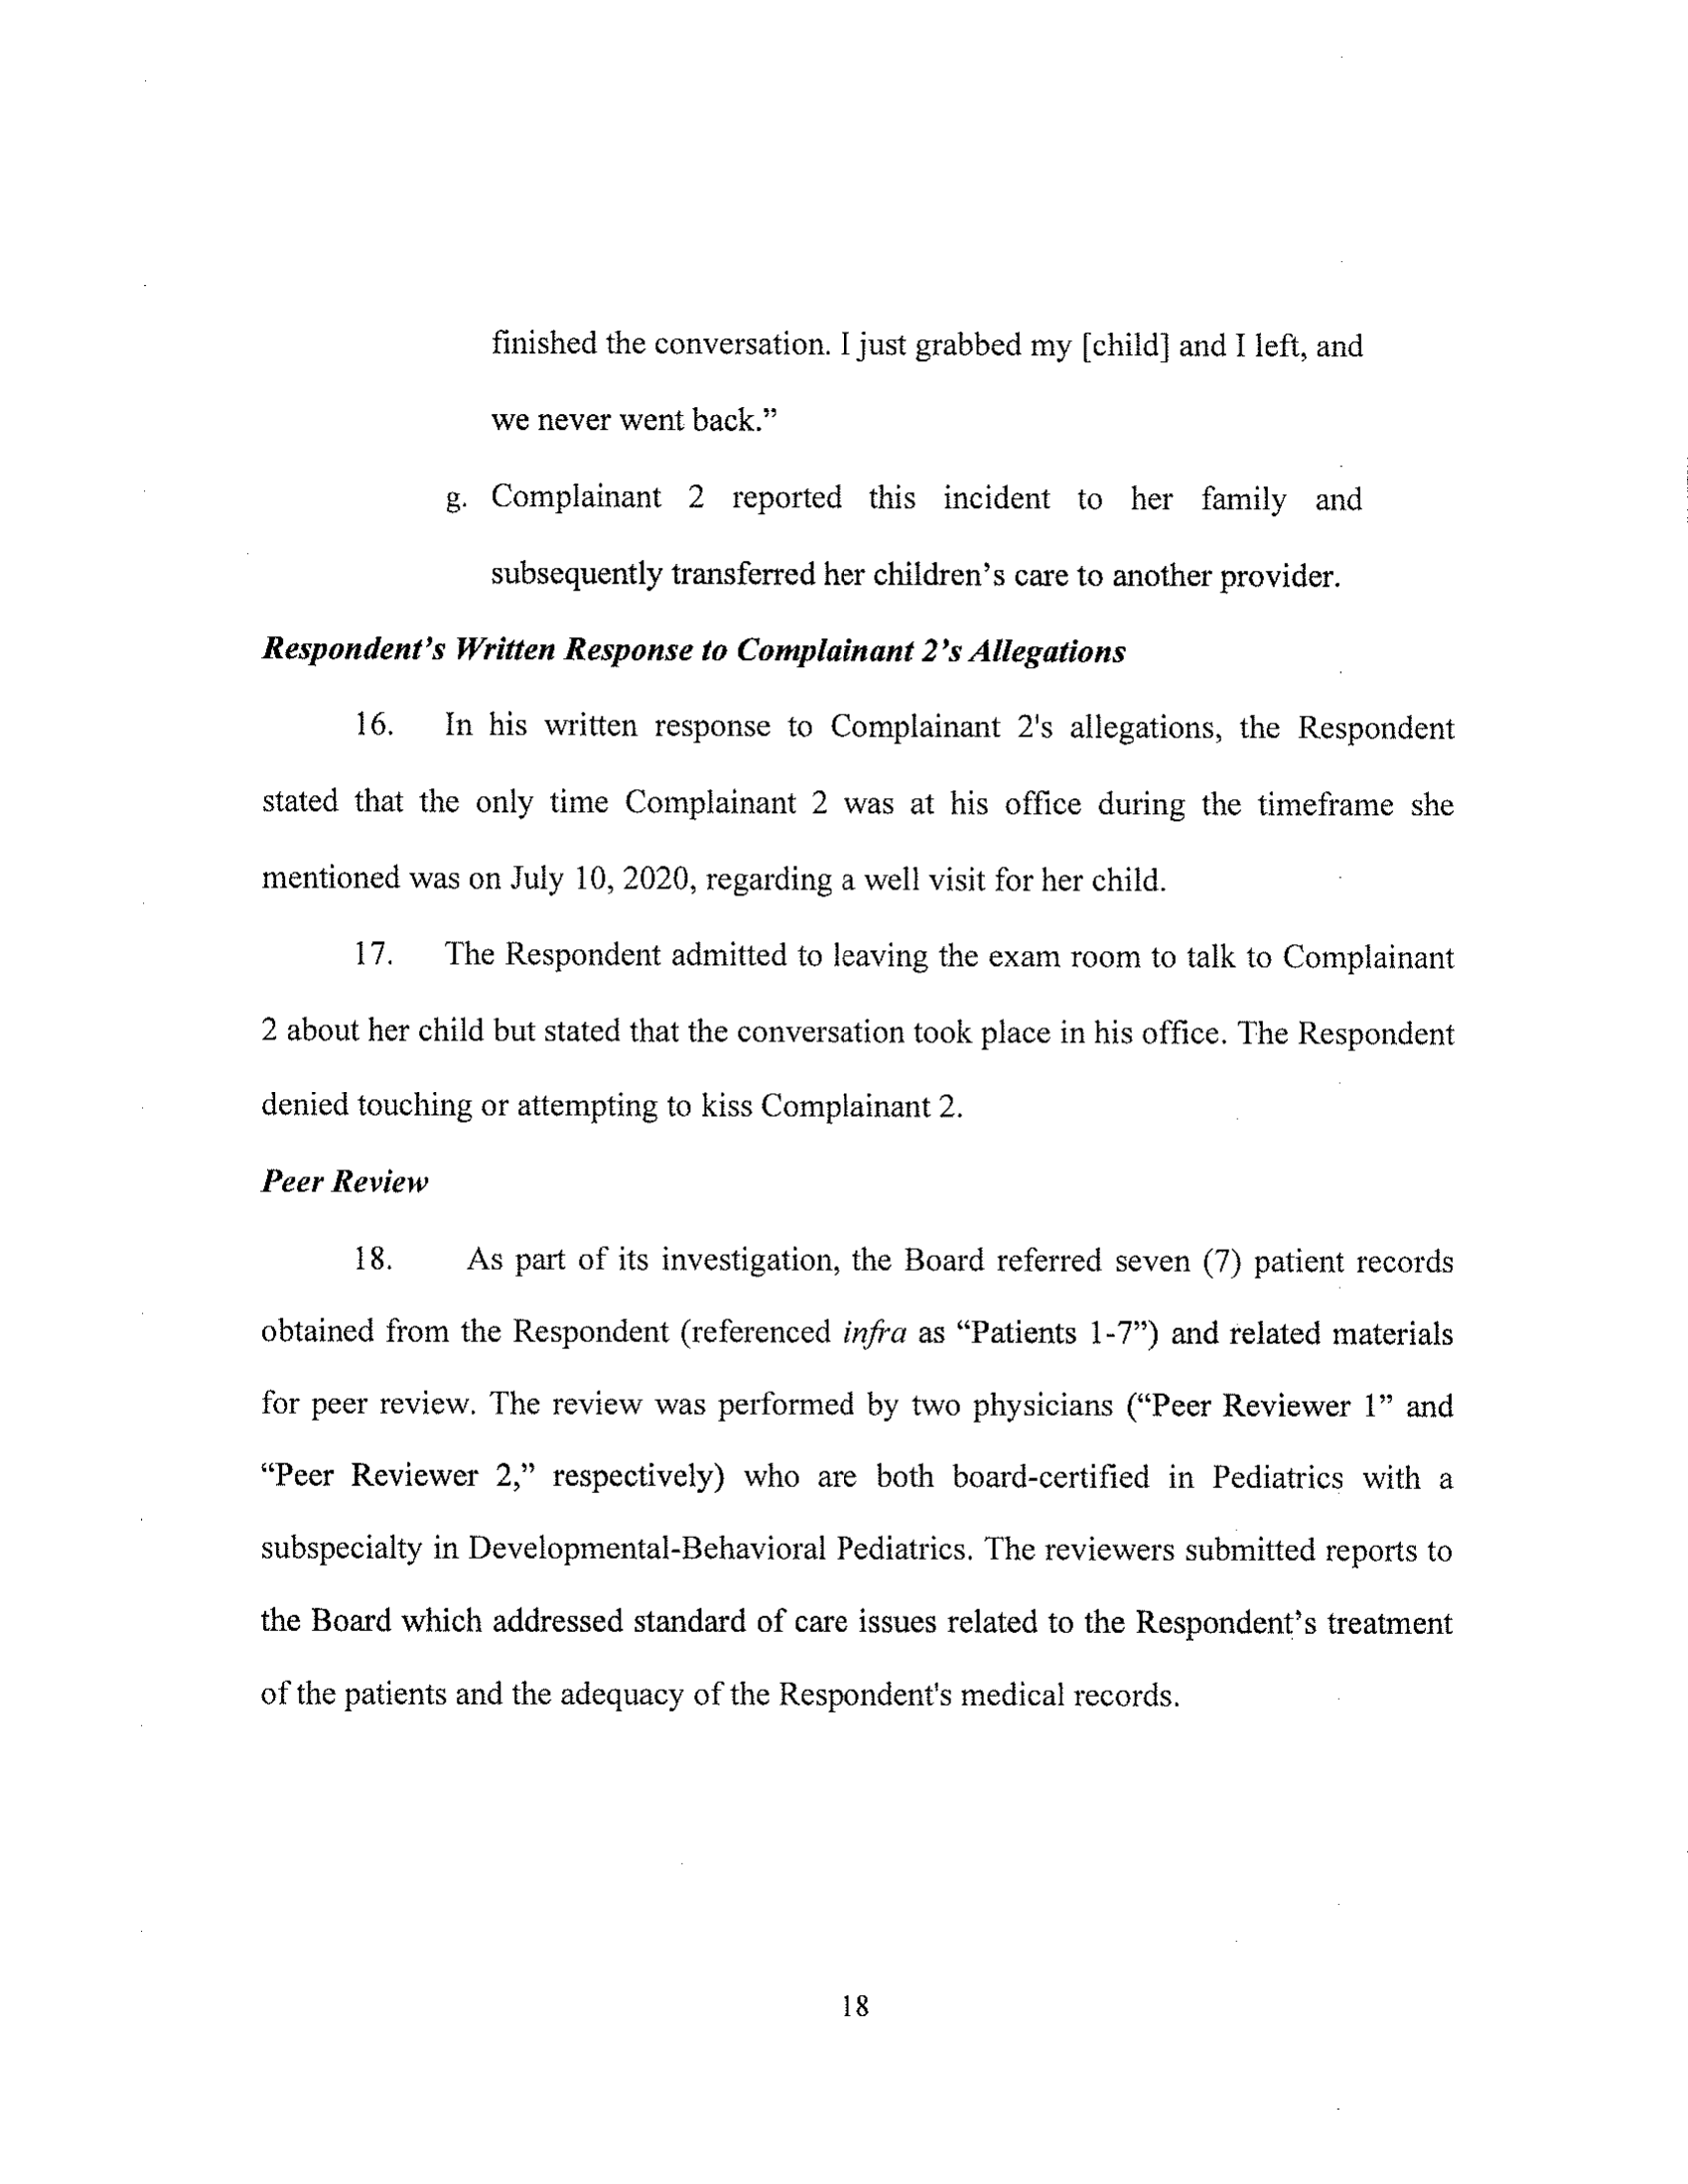 finished the conversation. I just grabbed my [child] and I left, and
we never went back.”
g. Complainant 2 reported this incident to her family and
subsequently transferred her children’s care to another provider.
Respondent’s Written Response to Complainant 2’s Allegations
16. In his written response to Complainant 2's allegations, the Respondent
stated that the only time Complainant 2 was at his office during the timeframe she
mentioned was on July 10, 2020, regarding a well visit for her child.
17. The Respondent admitted to leaving the exam room to talk to Complainant
2 about her child but stated that the conversation took place in his office. The Respondent
denied touching or attempting to kiss Complainant 2.
Peer Review
18. As part of its investigation, the Board referred seven (7) patient records
obtained from the Respondent (referenced infra as “Patients 1-7”) and related materials
for peer review. The review was performed by two physicians (“Peer Reviewer 1” and
“Peer Reviewer 2,” respectively) who are both board-certified in Pediatrics with a
subspecialty in Developmental-Behavioral Pediatrics. The reviewers submitted reports to
the Board which addressed standard of care issues related to the Respondent’s treatment
of the patients and the adequacy of the Respondent's medical records.
18